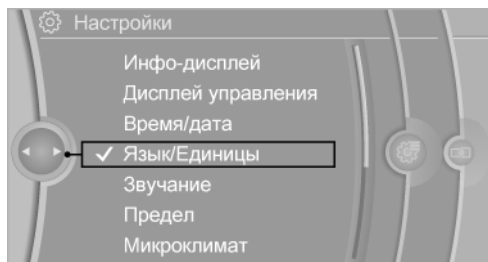 Настройки
Инфо-дисплей
Дисплей управления
Время/дата
Язык/Единицы
Звучание
Предел
Микроклимат